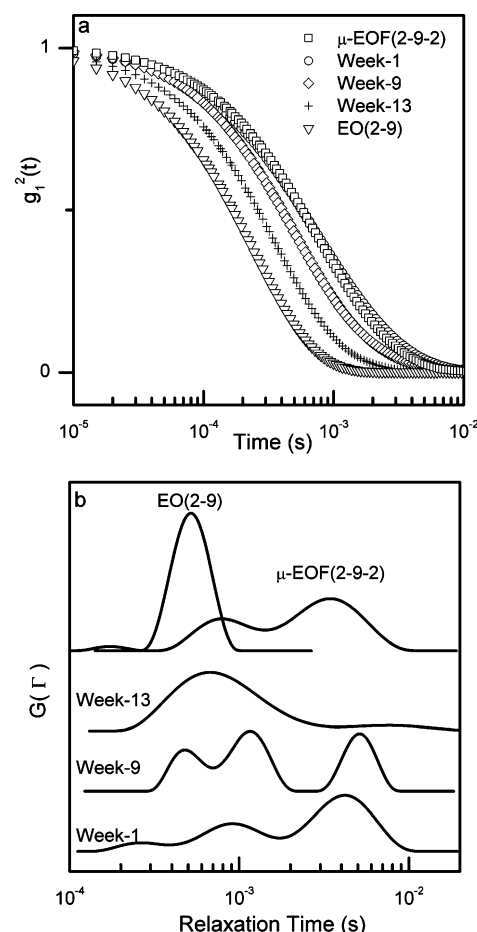 a
μ-EOF(2-9-2)
Week-1
Week-9
Week-13
EO(2-9)
g₁²(t)
1
0
10⁻⁵
10⁻⁴
10⁻³
10⁻²
Time (s)
b
EO(2-9)
μ-EOF(2-9-2)
Week-13
Week-9
Week-1
G(Γ)
10⁻⁴
10⁻³
10⁻²
Relaxation Time (s)